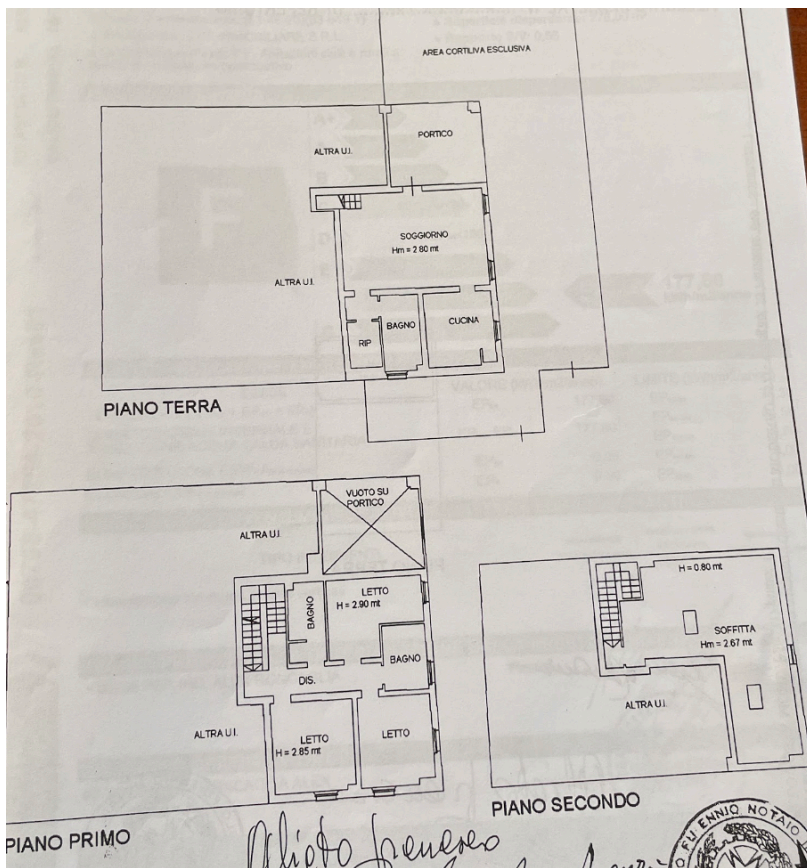 AREA CORTILIVA ESCLUSIVA
PORTICO
ALTRA U.I.
SOGGIORNO
Hm = 2.80 mt
ALTRA U.I.
BAGNO
CUCINA
RIP
PIANO TERRA
VUOTO SU
PORTICO
ALTRA U.I.
LETTO
H = 2.90 mt
BAGNO
BAGNO
DIS.
ALTRA U.I.
LETTO
H = 2.85 mt
LETTO
PIANO PRIMO
H = 0.80 mt
SOFFITTA
Hm = 2.67 mt
ALTRA U.I.
PIANO SECONDO
ENNIO NOTAIO